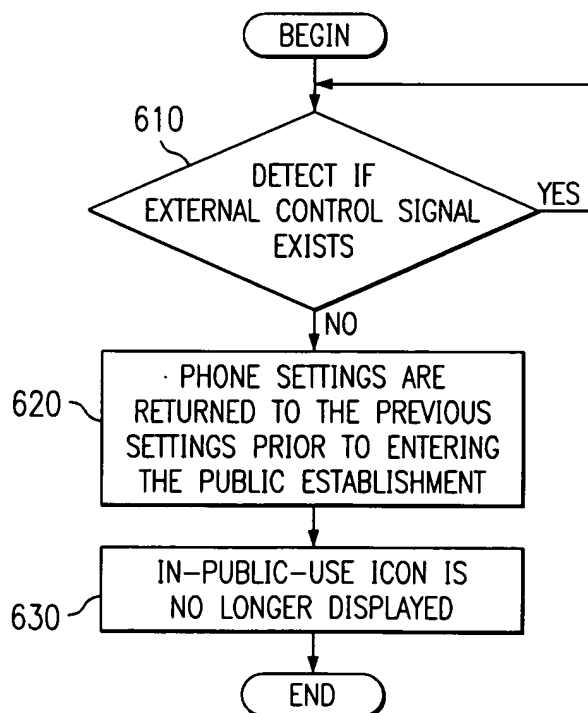 BEGIN
610
DETECT IF
EXTERNAL CONTROL SIGNAL
EXISTS
YES
NO
620
PHONE SETTINGS ARE
RETURNED TO THE PREVIOUS
SETTINGS PRIOR TO ENTERING
THE PUBLIC ESTABLISHMENT
630
IN-PUBLIC-USE ICON IS
NO LONGER DISPLAYED
END